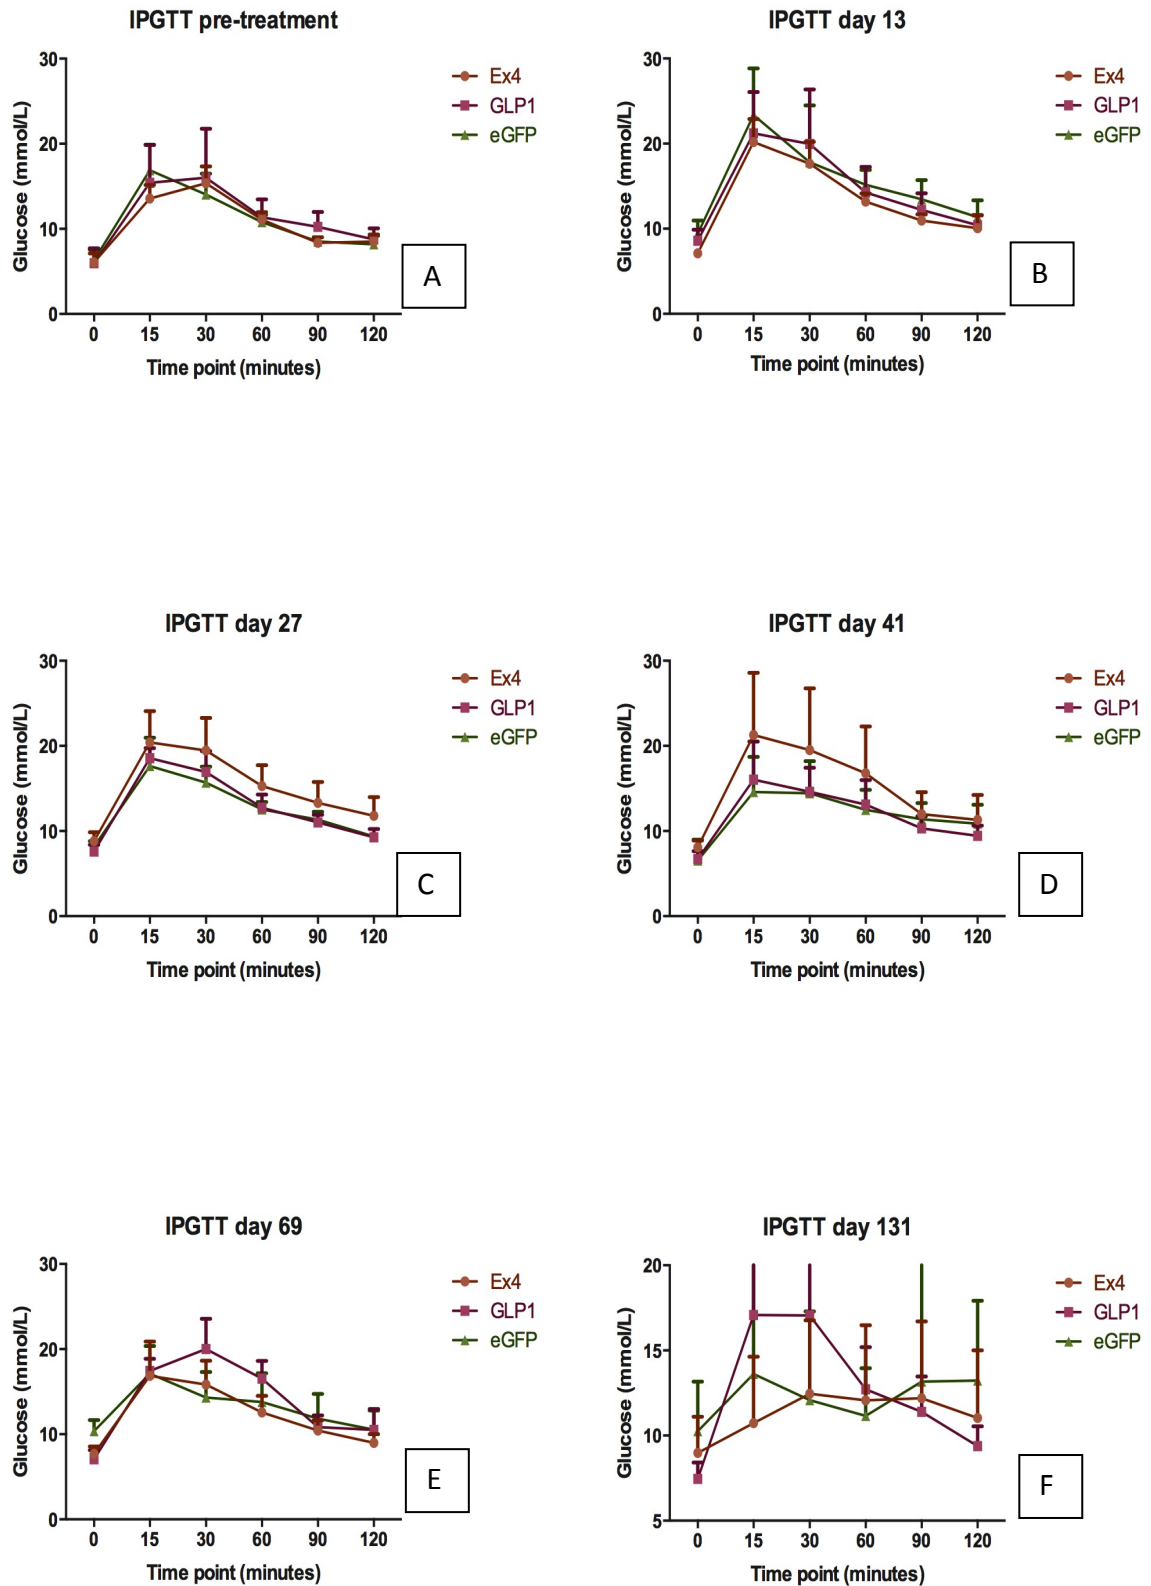 IPGTT pre-treatment
30
20
10
0
Glucose (mmol/L)
0 15 30 60 90 120
Time point (minutes)
Ex4
GLP1
eGFP
A
IPGTT day 13
30
20
10
0
Glucose (mmol/L)
0 15 30 60 90 120
Time point (minutes)
Ex4
GLP1
eGFP
B
IPGTT day 27
30
20
10
0
Glucose (mmol/L)
0 15 30 60 90 120
Time point (minutes)
Ex4
GLP1
eGFP
C
IPGTT day 41
30
20
10
0
Glucose (mmol/L)
0 15 30 60 90 120
Time point (minutes)
Ex4
GLP1
eGFP
D
IPGTT day 69
30
20
10
0
Glucose (mmol/L)
0 15 30 60 90 120
Time point (minutes)
Ex4
GLP1
eGFP
E
IPGTT day 131
20
15
10
5
Glucose (mmol/L)
0 15 30 60 90 120
Time point (minutes)
Ex4
GLP1
eGFP
F